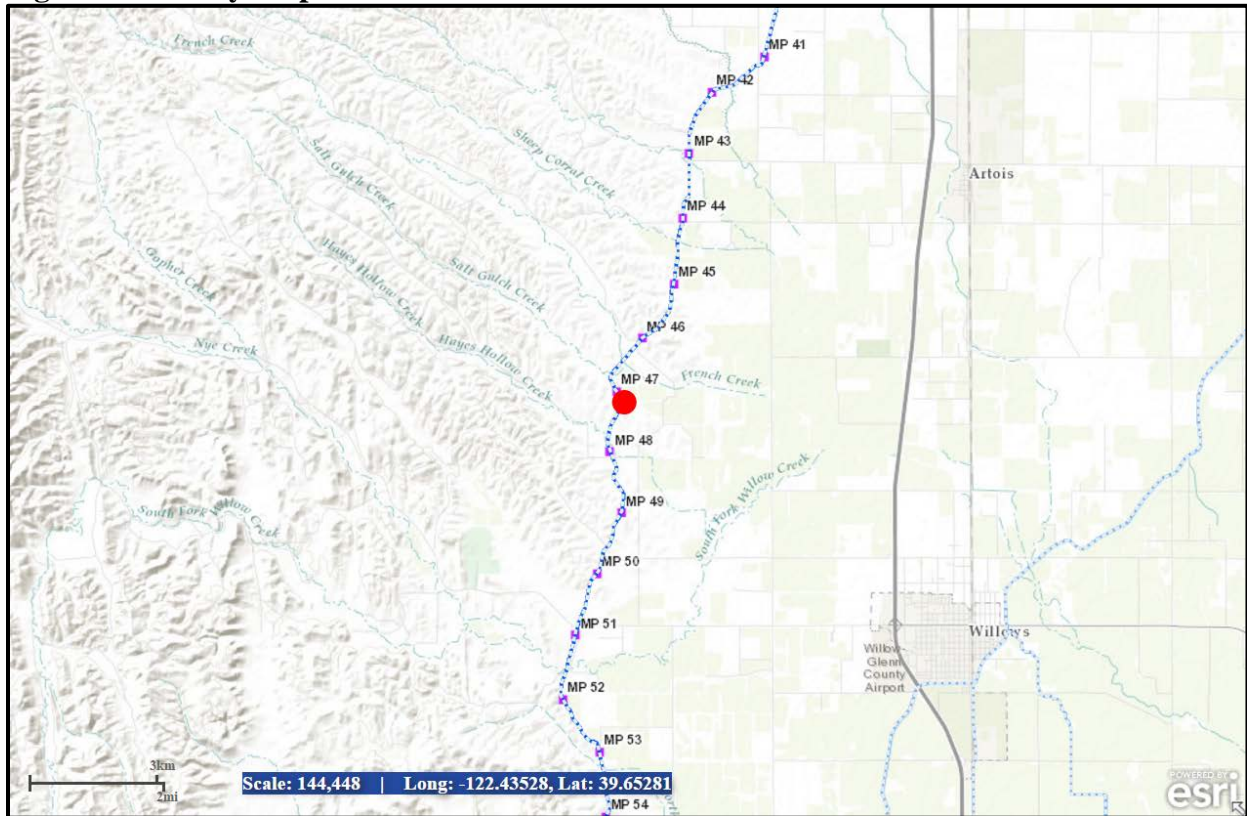 MP 41
French Creek
MP 42
Sheep Corral Creek
MP 43
Artois
Salt Gulch Creek
MP 44
Hayes Hollow Creek
Gopher Creek
Salt Gulch Creek
MP 45
MP 46
Nye Creek
Hayes Hollow Creek
MP 47
French Creek
MP 48
South Fork Willow Creek
MP 49
South Fork Willow Creek
MP 50
MP 51
Willows
Willow-
Glenn
County
Airport
MP 52
MP 53
3km
2mi
Scale: 144,448 | Long: -122.43528, Lat: 39.65281
MP 54
POWERED BY
esri